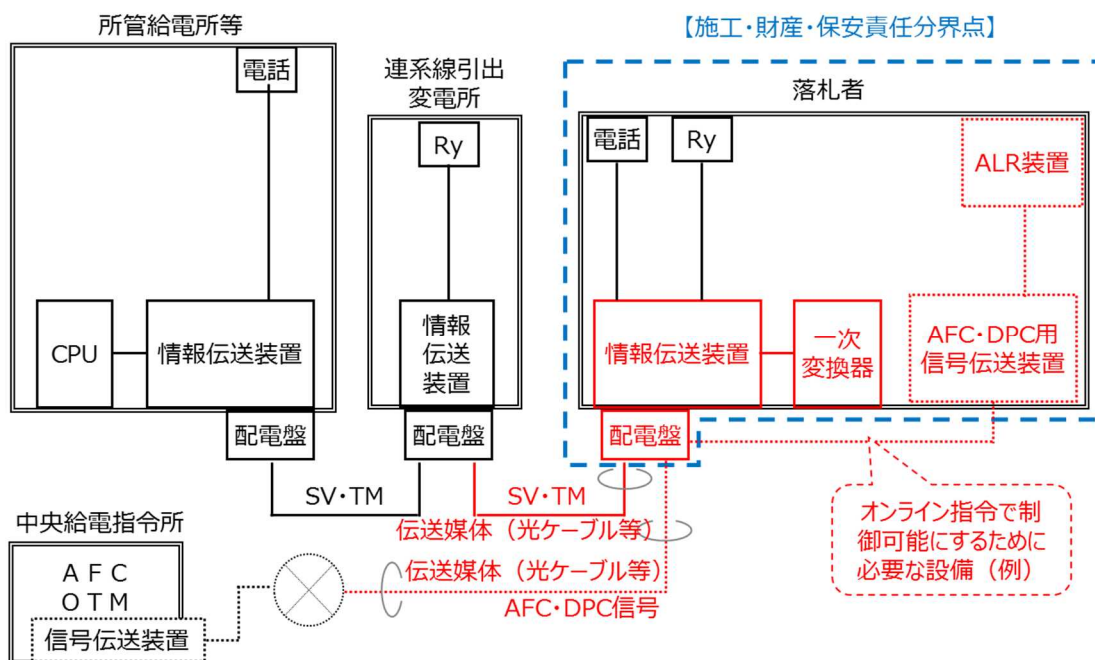 所管給電所等
電話
CPU
情報伝送装置
配電盤
連系線引出
変電所
Ry
情報
伝送
装置
配電盤
【施工・財産・保安責任分界点】
落札者
電話
Ry
ALR装置
情報伝送装置
一次
変換器
AFC・DPC用
信号伝送装置
配電盤
SV・TM
SV・TM
伝送媒体（光ケーブル等）
伝送媒体（光ケーブル等）
AFC・DPC信号
オンライン指令で制
御可能にするために
必要な設備（例）
中央給電指令所
AFC
OTM
信号伝送装置